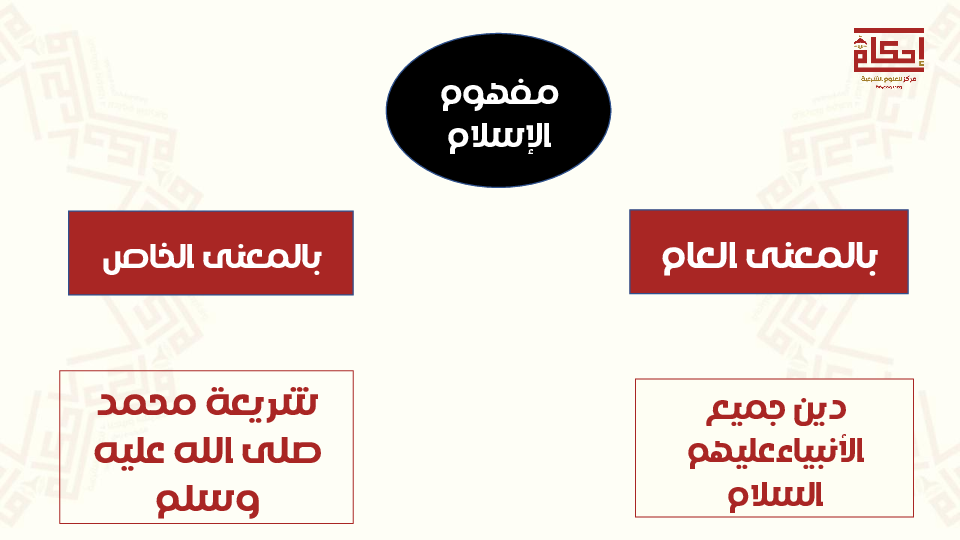 إحكام
مركز للعلوم الشرعية
مفهوم
الإسلام
بالمعنى العام
بالمعنى الخاص
دين جميع
الأنبياءعليهم
السلام
شريعة محمد
صلى الله عليه
وسلم